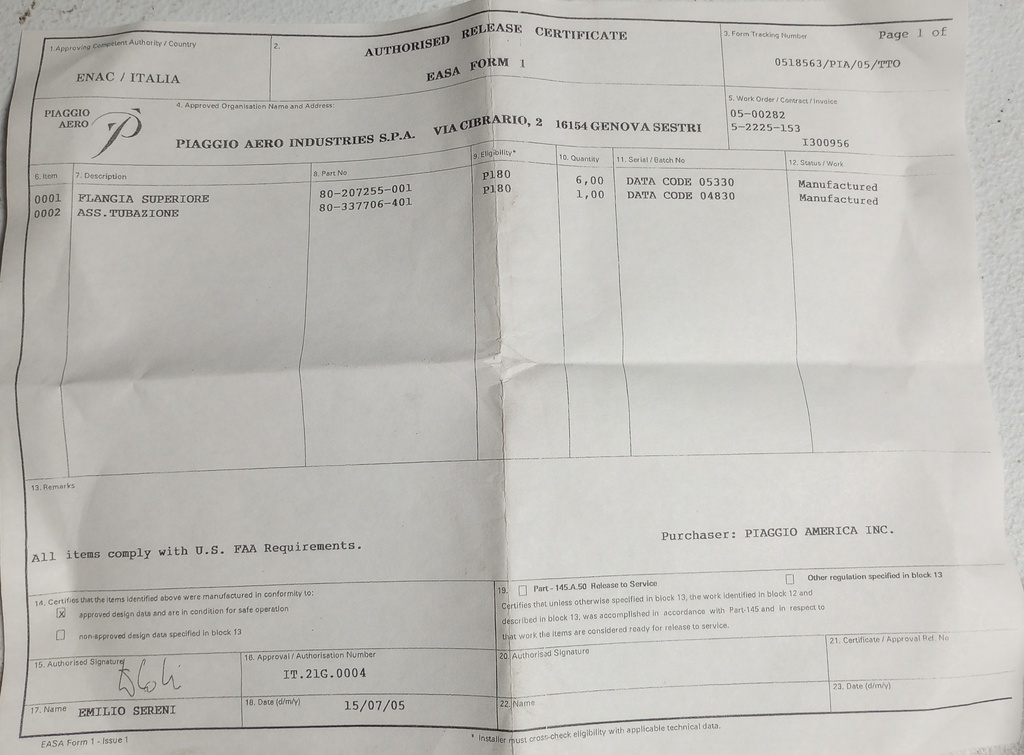 1. Approving Competent Authority / Country
ENAC / ITALIA
2.
AUTHORISED RELEASE CERTIFICATE
EASA FORM 1
3. Form Tracking Number
Page 1 of
0518563/PIA/05/TTO
PIAGGIO
AERO
4. Approved Organisation Name and Address:
PIAGGIO AERO INDUSTRIES S.P.A. VIA CIBRARIO, 2 16154 GENOVA SESTRI
5. Work Order / Contract / Invoice
05-00282
5-2225-153
I300956
6. Item 7. Description 8. Part No 9. Eligibility* 10. Quantity 11. Serial / Batch No 12. Status / Work
0001 FLANGIA SUPERIORE 80-207255-001 P180 6,00 DATA CODE 05330 Manufactured
0002 ASS.TUBAZIONE 80-337706-401 P180 1,00 DATA CODE 04830 Manufactured
13. Remarks
All items comply with U.S. FAA Requirements.
Purchaser: PIAGGIO AMERICA INC.
14. Certifies that the items identified above were manufactured in conformity to:
X approved design data and are in condition for safe operation
non-approved design data specified in block 13
19. Part - 145.A.50 Release to Service Other regulation specified in block 13
Certifies that unless otherwise specified in block 13, the work identified in block 12 and
described in block 13, was accomplished in accordance with Part-145 and in respect to
that work the items are considered ready for release to service.
15. Authorised Signature
16. Approval / Authorisation Number
IT.21G.0004
20. Authorised Signature
21. Certificate / Approval Ref. No
17. Name EMILIO SERENI
18. Date (d/m/y) 15/07/05
22. Name
23. Date (d/m/y)
EASA Form 1 - Issue 1
* Installer must cross-check eligibility with applicable technical data.